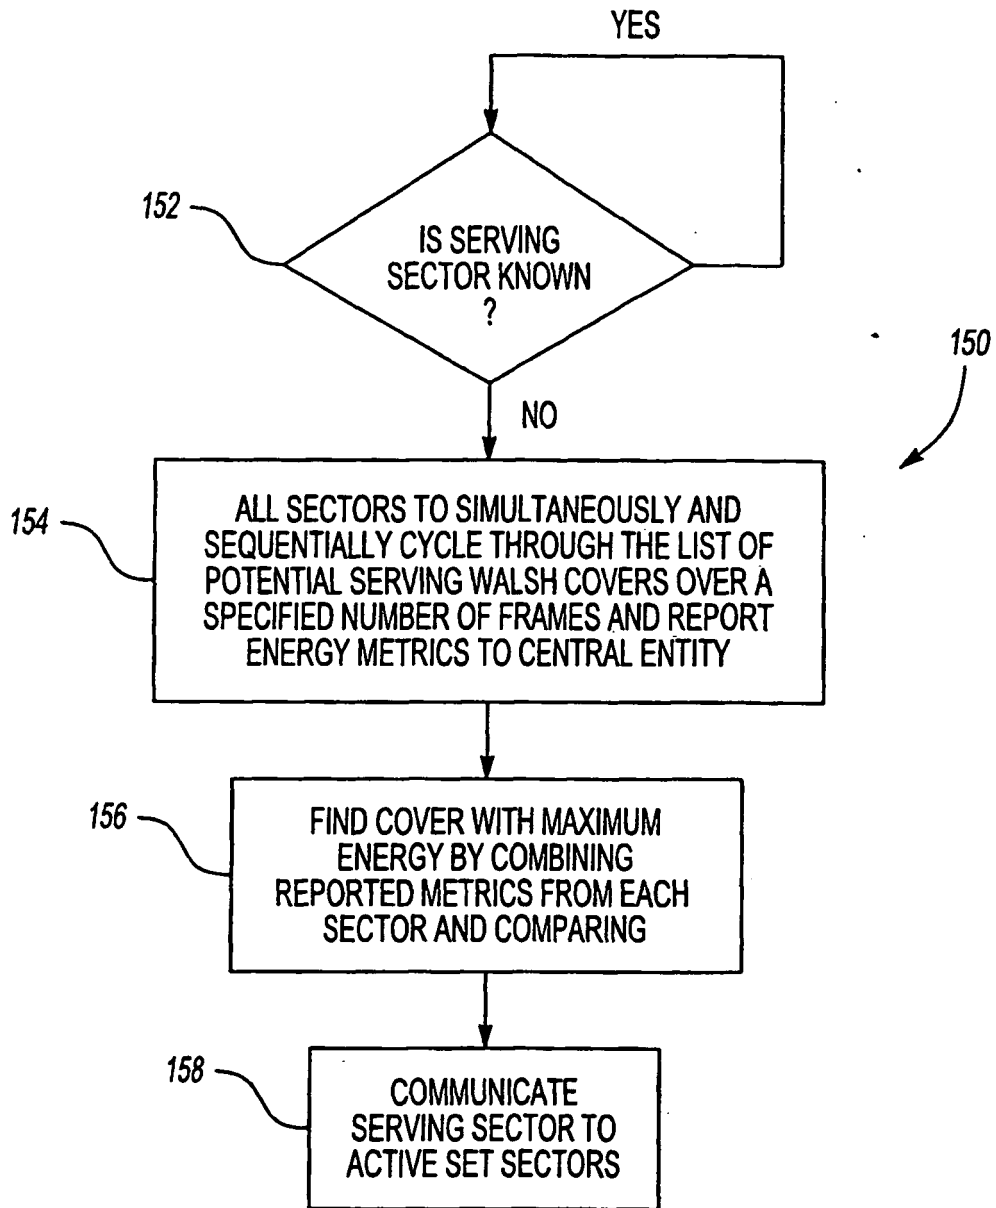 YES
152
IS SERVING
SECTOR KNOWN
?
150
NO
154
ALL SECTORS TO SIMULTANEOUSLY AND
SEQUENTIALLY CYCLE THROUGH THE LIST OF
POTENTIAL SERVING WALSH COVERS OVER A
SPECIFIED NUMBER OF FRAMES AND REPORT
ENERGY METRICS TO CENTRAL ENTITY
156
FIND COVER WITH MAXIMUM
ENERGY BY COMBINING
REPORTED METRICS FROM EACH
SECTOR AND COMPARING
158
COMMUNICATE
SERVING SECTOR TO
ACTIVE SET SECTORS